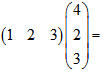 (1 2 3) (4
2
3) =